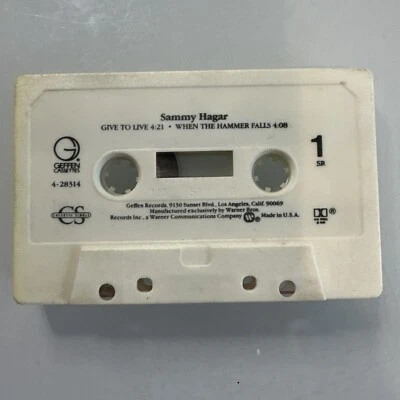 Sammy Hagar
GIVE TO LIVE 4:21 • WHEN THE HAMMER FALLS 4:08
G
GEFFEN
CASSETTES
4-28314
1
SR
CS
Geffen Records, 9130 Sunset Blvd., Los Angeles, Calif. 90069
Manufactured exclusively by Warner Bros.
Records Inc., a Warner Communications Company Made in U.S.A.